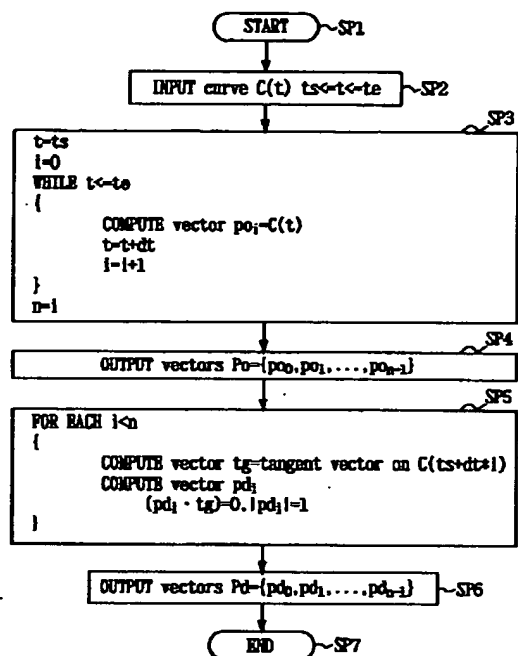 START SP1
INPUT curve C(t) ts<=t<=te SP2
SP3
t=ts
i=0
WHILE t<=te
{
COMPUTE vector po_i=C(t)
t=t+dt
i=i+1
}
n=i
SP4
OUTPUT vectors Po={po_0,po_1,....,po_{n-1}}
SP5
FOR EACH i<n
{
COMPUTE vector tg=tangent vector on C(ts+dt*i)
COMPUTE vector pd_i
(pd_i · tg)=0.|pd_i|=1
}
OUTPUT vectors Pd={pd_0,pd_1,....,pd_{n-1}} SP6
END SP7